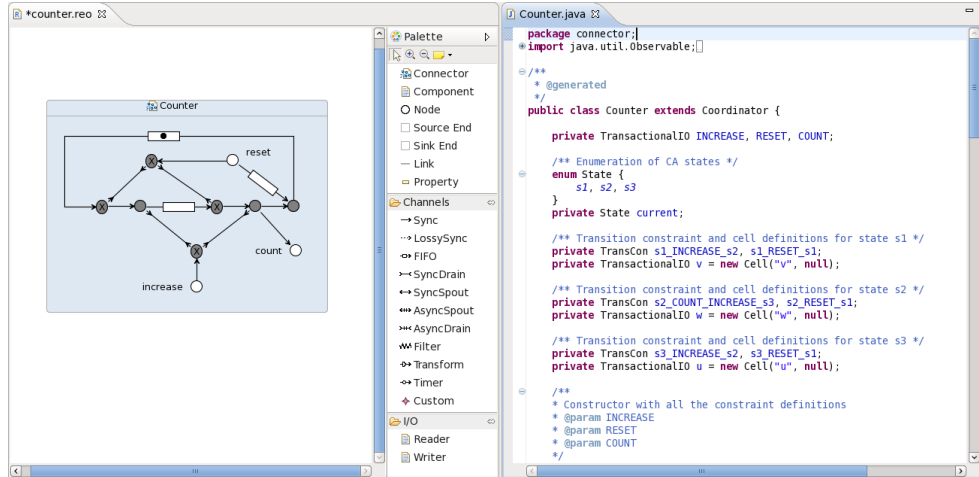 *counter.reo
Counter
reset
X
X
X
count
X
increase
Palette
Connector
Component
Node
Source End
Sink End
Link
Property
Channels
Sync
LossySync
FIFO
SyncDrain
SyncSpout
AsyncSpout
AsyncDrain
Filter
Transform
Timer
Custom
I/O
Reader
Writer
Counter.java
package connector;
import java.util.Observable;
/**
* @generated
*/
public class Counter extends Coordinator {
private TransactionalIO INCREASE, RESET, COUNT;
/** Enumeration of CA states */
enum State {
s1, s2, s3
}
private State current;
/** Transition constraint and cell definitions for state s1 */
private TransCon s1_INCREASE_s2, s1_RESET_s1;
private TransactionalIO v = new Cell("v", null);
/** Transition constraint and cell definitions for state s2 */
private TransCon s2_COUNT_INCREASE_s3, s2_RESET_s1;
private TransactionalIO w = new Cell("w", null);
/** Transition constraint and cell definitions for state s3 */
private TransCon s3_INCREASE_s2, s3_RESET_s1;
private TransactionalIO u = new Cell("u", null);
/**
* Constructor with all the constraint definitions
* @param INCREASE
* @param RESET
* @param COUNT
*/